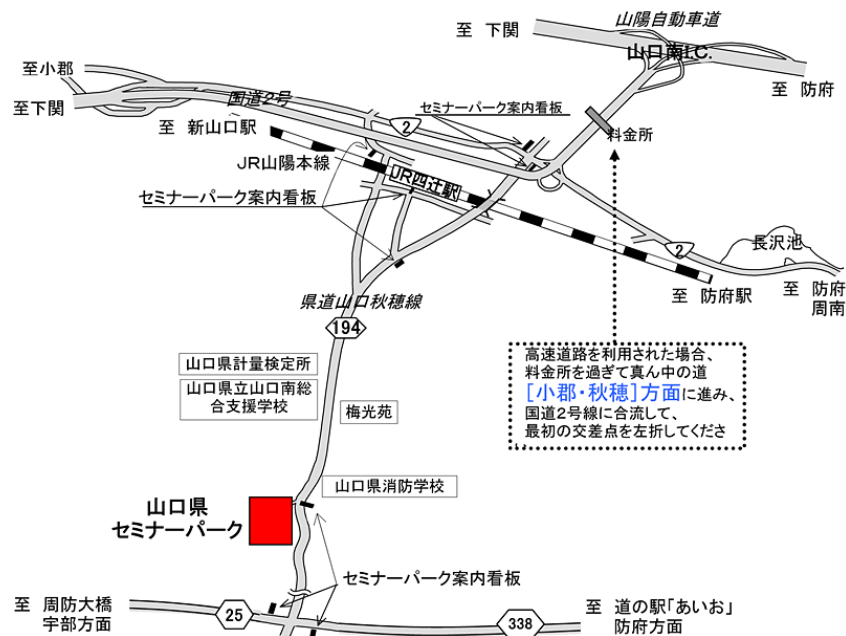 山陽自動車道
至 下関
山口南I.C.
至小郡
至 防府
至下関
国道2号
セミナーパーク案内看板
至 新山口駅
2
料金所
JR山陽本線
JR四辻駅
セミナーパーク案内看板
長沢池
2
至 防府駅
至 防府
周南
県道山口秋穂線
194
高速道路を利用された場合、
料金所を過ぎて真ん中の道
[小郡・秋穂]方面に進み、
国道2号線に合流して、
最初の交差点を左折してくださ
山口県計量検定所
山口県立山口南総
合支援学校
梅光苑
山口県消防学校
山口県
セミナーパーク
セミナーパーク案内看板
至 周防大橋
宇部方面
25
338
至 道の駅「あいお」
防府方面